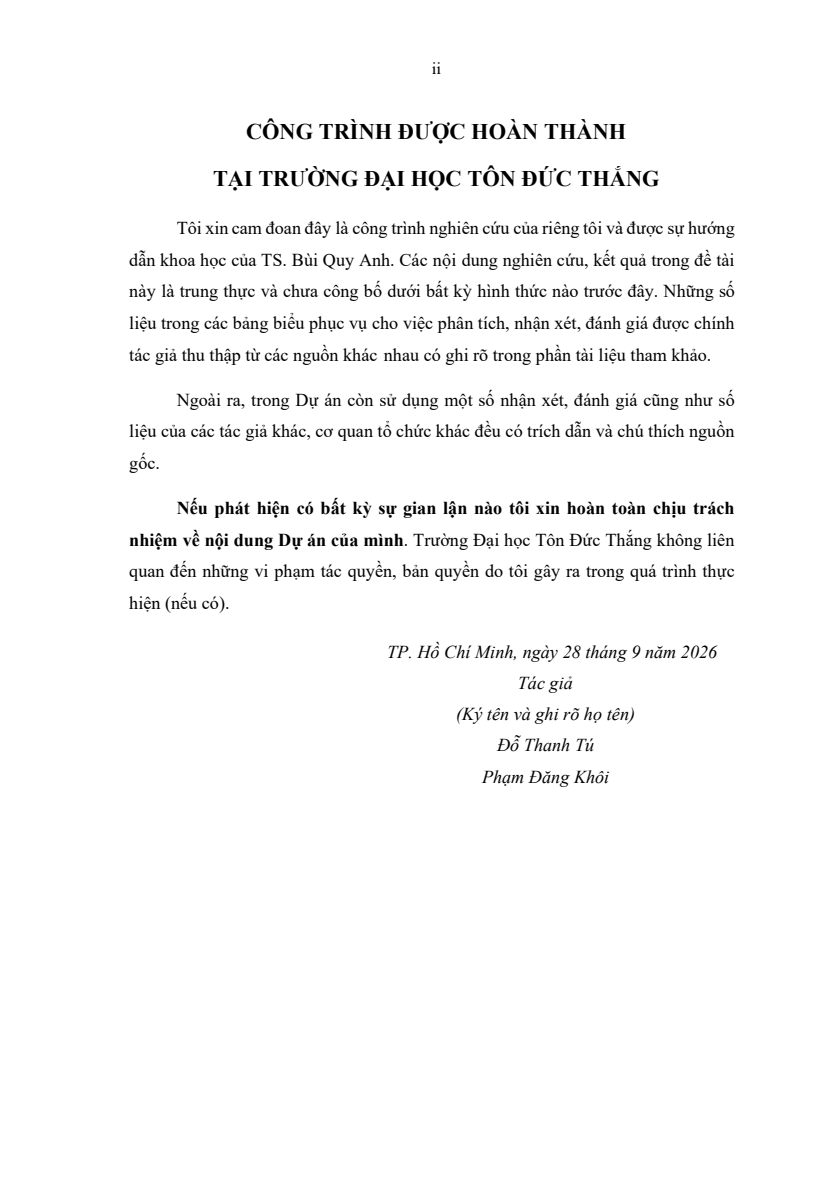 ii
CÔNG TRÌNH ĐƯỢC HOÀN THÀNH
TẠI TRƯỜNG ĐẠI HỌC TÔN ĐỨC THẮNG
Tôi xin cam đoan đây là công trình nghiên cứu của riêng tôi và được sự hướng
dẫn khoa học của TS. Bùi Quy Anh. Các nội dung nghiên cứu, kết quả trong đề tài
này là trung thực và chưa công bố dưới bất kỳ hình thức nào trước đây. Những số
liệu trong các bảng biểu phục vụ cho việc phân tích, nhận xét, đánh giá được chính
tác giả thu thập từ các nguồn khác nhau có ghi rõ trong phần tài liệu tham khảo.
Ngoài ra, trong Dự án còn sử dụng một số nhận xét, đánh giá cũng như số
liệu của các tác giả khác, cơ quan tổ chức khác đều có trích dẫn và chú thích nguồn
gốc.
Nếu phát hiện có bất kỳ sự gian lận nào tôi xin hoàn toàn chịu trách
nhiệm về nội dung Dự án của mình. Trường Đại học Tôn Đức Thắng không liên
quan đến những vi phạm tác quyền, bản quyền do tôi gây ra trong quá trình thực
hiện (nếu có).
TP. Hồ Chí Minh, ngày 28 tháng 9 năm 2026
Tác giả
(Ký tên và ghi rõ họ tên)
Đỗ Thanh Tú
Phạm Đăng Khôi